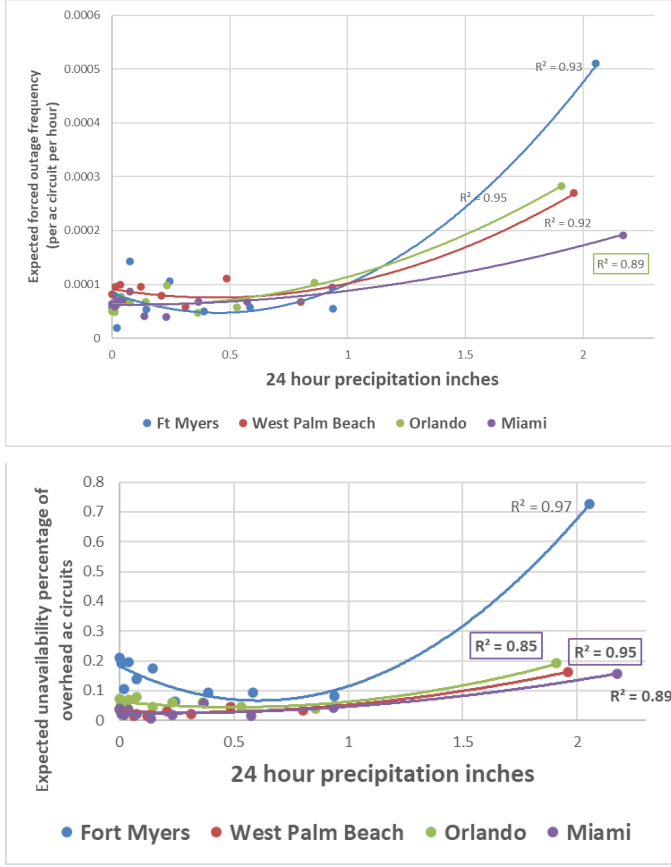 0.0006
0.0005
0.0004
0.0003
0.0002
0.0001
0
Expected forced outage frequency
(per ac circuit per hour)
R² = 0.93
R² = 0.95
R² = 0.92
R² = 0.89
0 0.5 1 1.5 2
24 hour precipitation inches
Ft Myers West Palm Beach Orlando Miami
0.8
0.7
0.6
0.5
0.4
0.3
0.2
0.1
0
Expected unavailability percentage of
overhead ac circuits
R² = 0.97
R² = 0.85
R² = 0.95
R² = 0.89
0 0.5 1 1.5 2
24 hour precipitation inches
Fort Myers West Palm Beach Orlando Miami